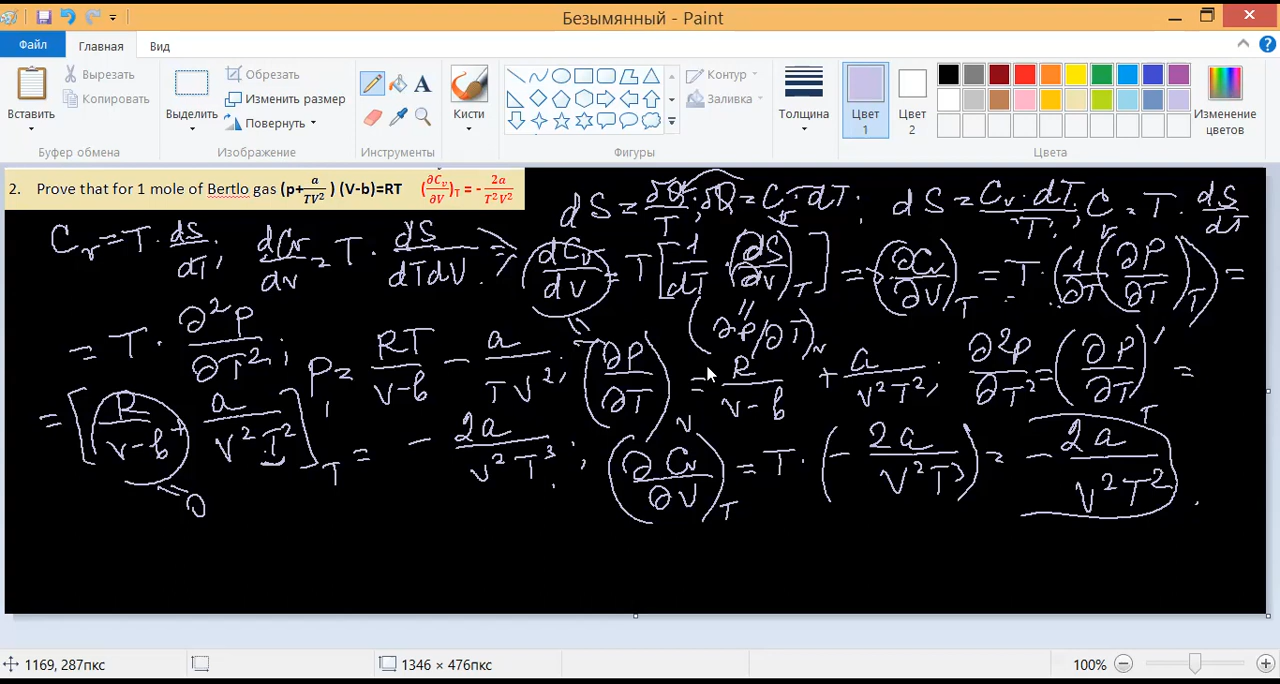 Безымянный - Paint
Файл Главная Вид
Вставить
Вырезать
Копировать
Буфер обмена
Выделить
Обрезать
Изменить размер
Повернуть
Изображение
A
Инструменты
Кисти
Контур
Заливка
Фигуры
Толщина
Цвет 1
Цвет 2
Изменение цветов
Цвета
2. Prove that for 1 mole of Bertlo gas (p+a/TV²) (V-b)=RT (∂Cv/∂V)T = - 2a/T²V²
dS = δQ/T; δQ = Cv · dT; dS = Cv · dT/T; Cv = T · dS/dT
Cv = T · dS/dT; dCv/dv = T · dS/dTdV => (dCv/dV) = T[1/dT · (dS/∂V)T] => (∂Cv/∂V)T = T · (1/∂T (∂P/∂T))T =
(∂P/∂T)v
= T · ∂²P/∂T²; P = RT/V-b - a/TV²; (∂P/∂T)V = R/V-b + a/V²T²; ∂²P/∂T² = (∂P/∂T)'T =
= [R/V-b + a/V²T²]'T = - 2a/V²T³; (∂Cv/∂V)T = T · (- 2a/V²T³) = - 2a/V²T².
0
1169, 287пкс
1346 × 476пкс
100%